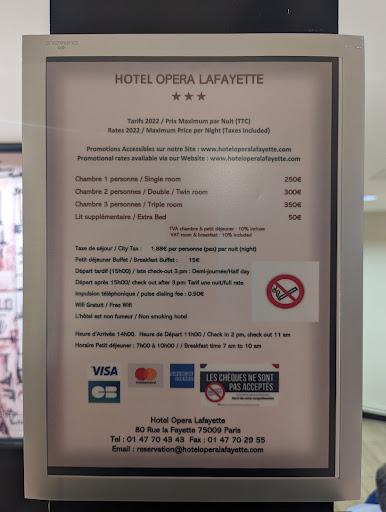 HOTEL OPERA LAFAYETTE
Tarifs 2022 / Prix Maximum par Nuit (TTC)
Rates 2022 / Maximum Price per Night (Taxes included)
Promotions Accessibles sur notre Site : www.hoteloperalafayette.com
Promotional rates available via our Website : www.hoteloperalafayette.com
Chambre 1 personne / Single room 250€
Chambre 2 personnes / Double / Twin room 300€
Chambre 3 personnes / Triple room 350€
Lit supplémentaire / Extra Bed 50€
TVA chambre & petit déjeuner : 10% incluse
VAT room & breakfast : 10% included
Taxe de séjour / City Tax : 1.88€ per personne (pax) par nuit (night)
Petit déjeuner Buffet / Breakfast Buffet : 15€
Départ tardif (15h00) / late check-out 3.pm : Demi-journée/Half day
Départ après 15h00/ check out after 3.pm Tarif une nuit/full rate
Impulsion téléphonique / pulse dialing fee : 0.50€
Wifi Gratuit / Free Wifi
L'hôtel est non fumeur / Non smoking hotel
Heure d'Arrivée 14h00. Heure de Départ 11h00 / Check in 2 pm, check out 11 am
Horaire Petit déjeuner : 7h00 à 10h00 / / Breakfast time 7 am to 10 am
VISA
CB
mastercard
AMERICAN EXPRESS
LES CHÈQUES NE SONT
PAS ACCEPTÉS
Merci de votre compréhension
Hotel Opera Lafayette
80 Rue la Fayette 75009 Paris
Tel : 01 47 70 43 43 Fax : 01 47 70 29 55
Email : reservation@hoteloperalafayette.com